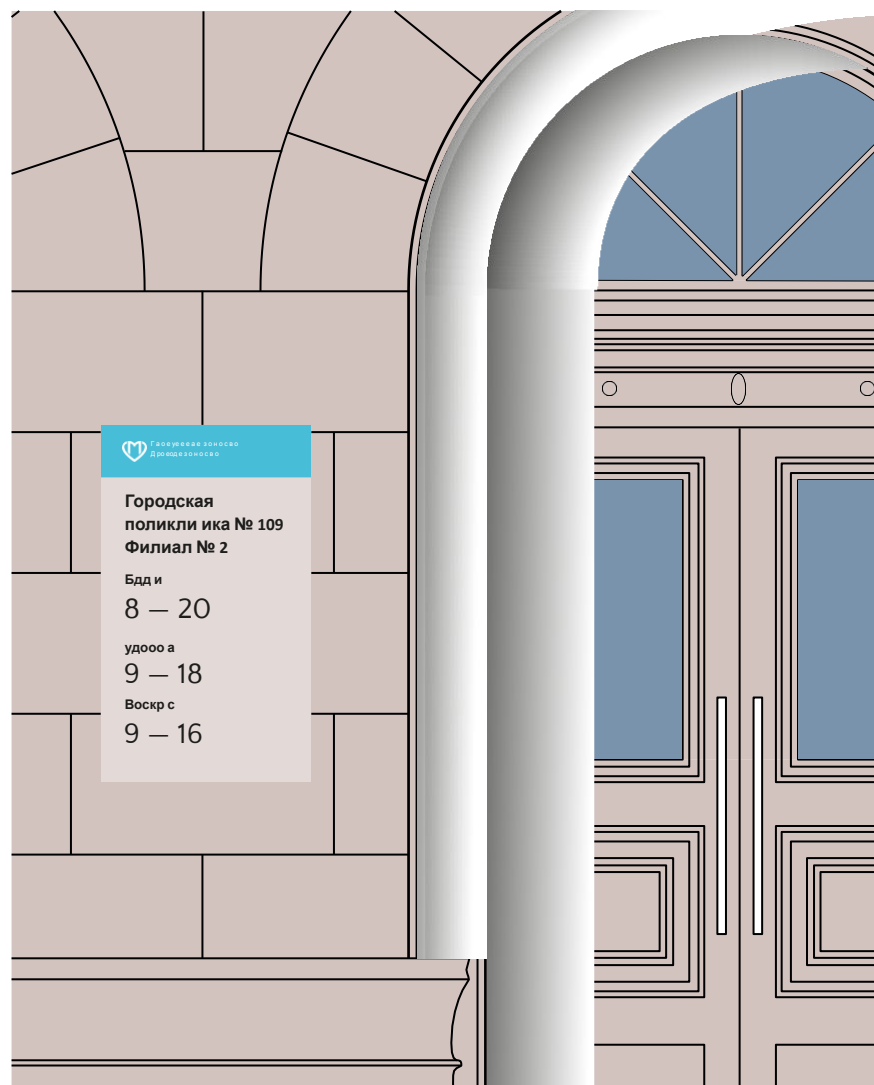 Городская
поликли ика № 109
Филиал № 2
Бдд и
8 — 20
удооо а
9 — 18
Воскр с
9 — 16